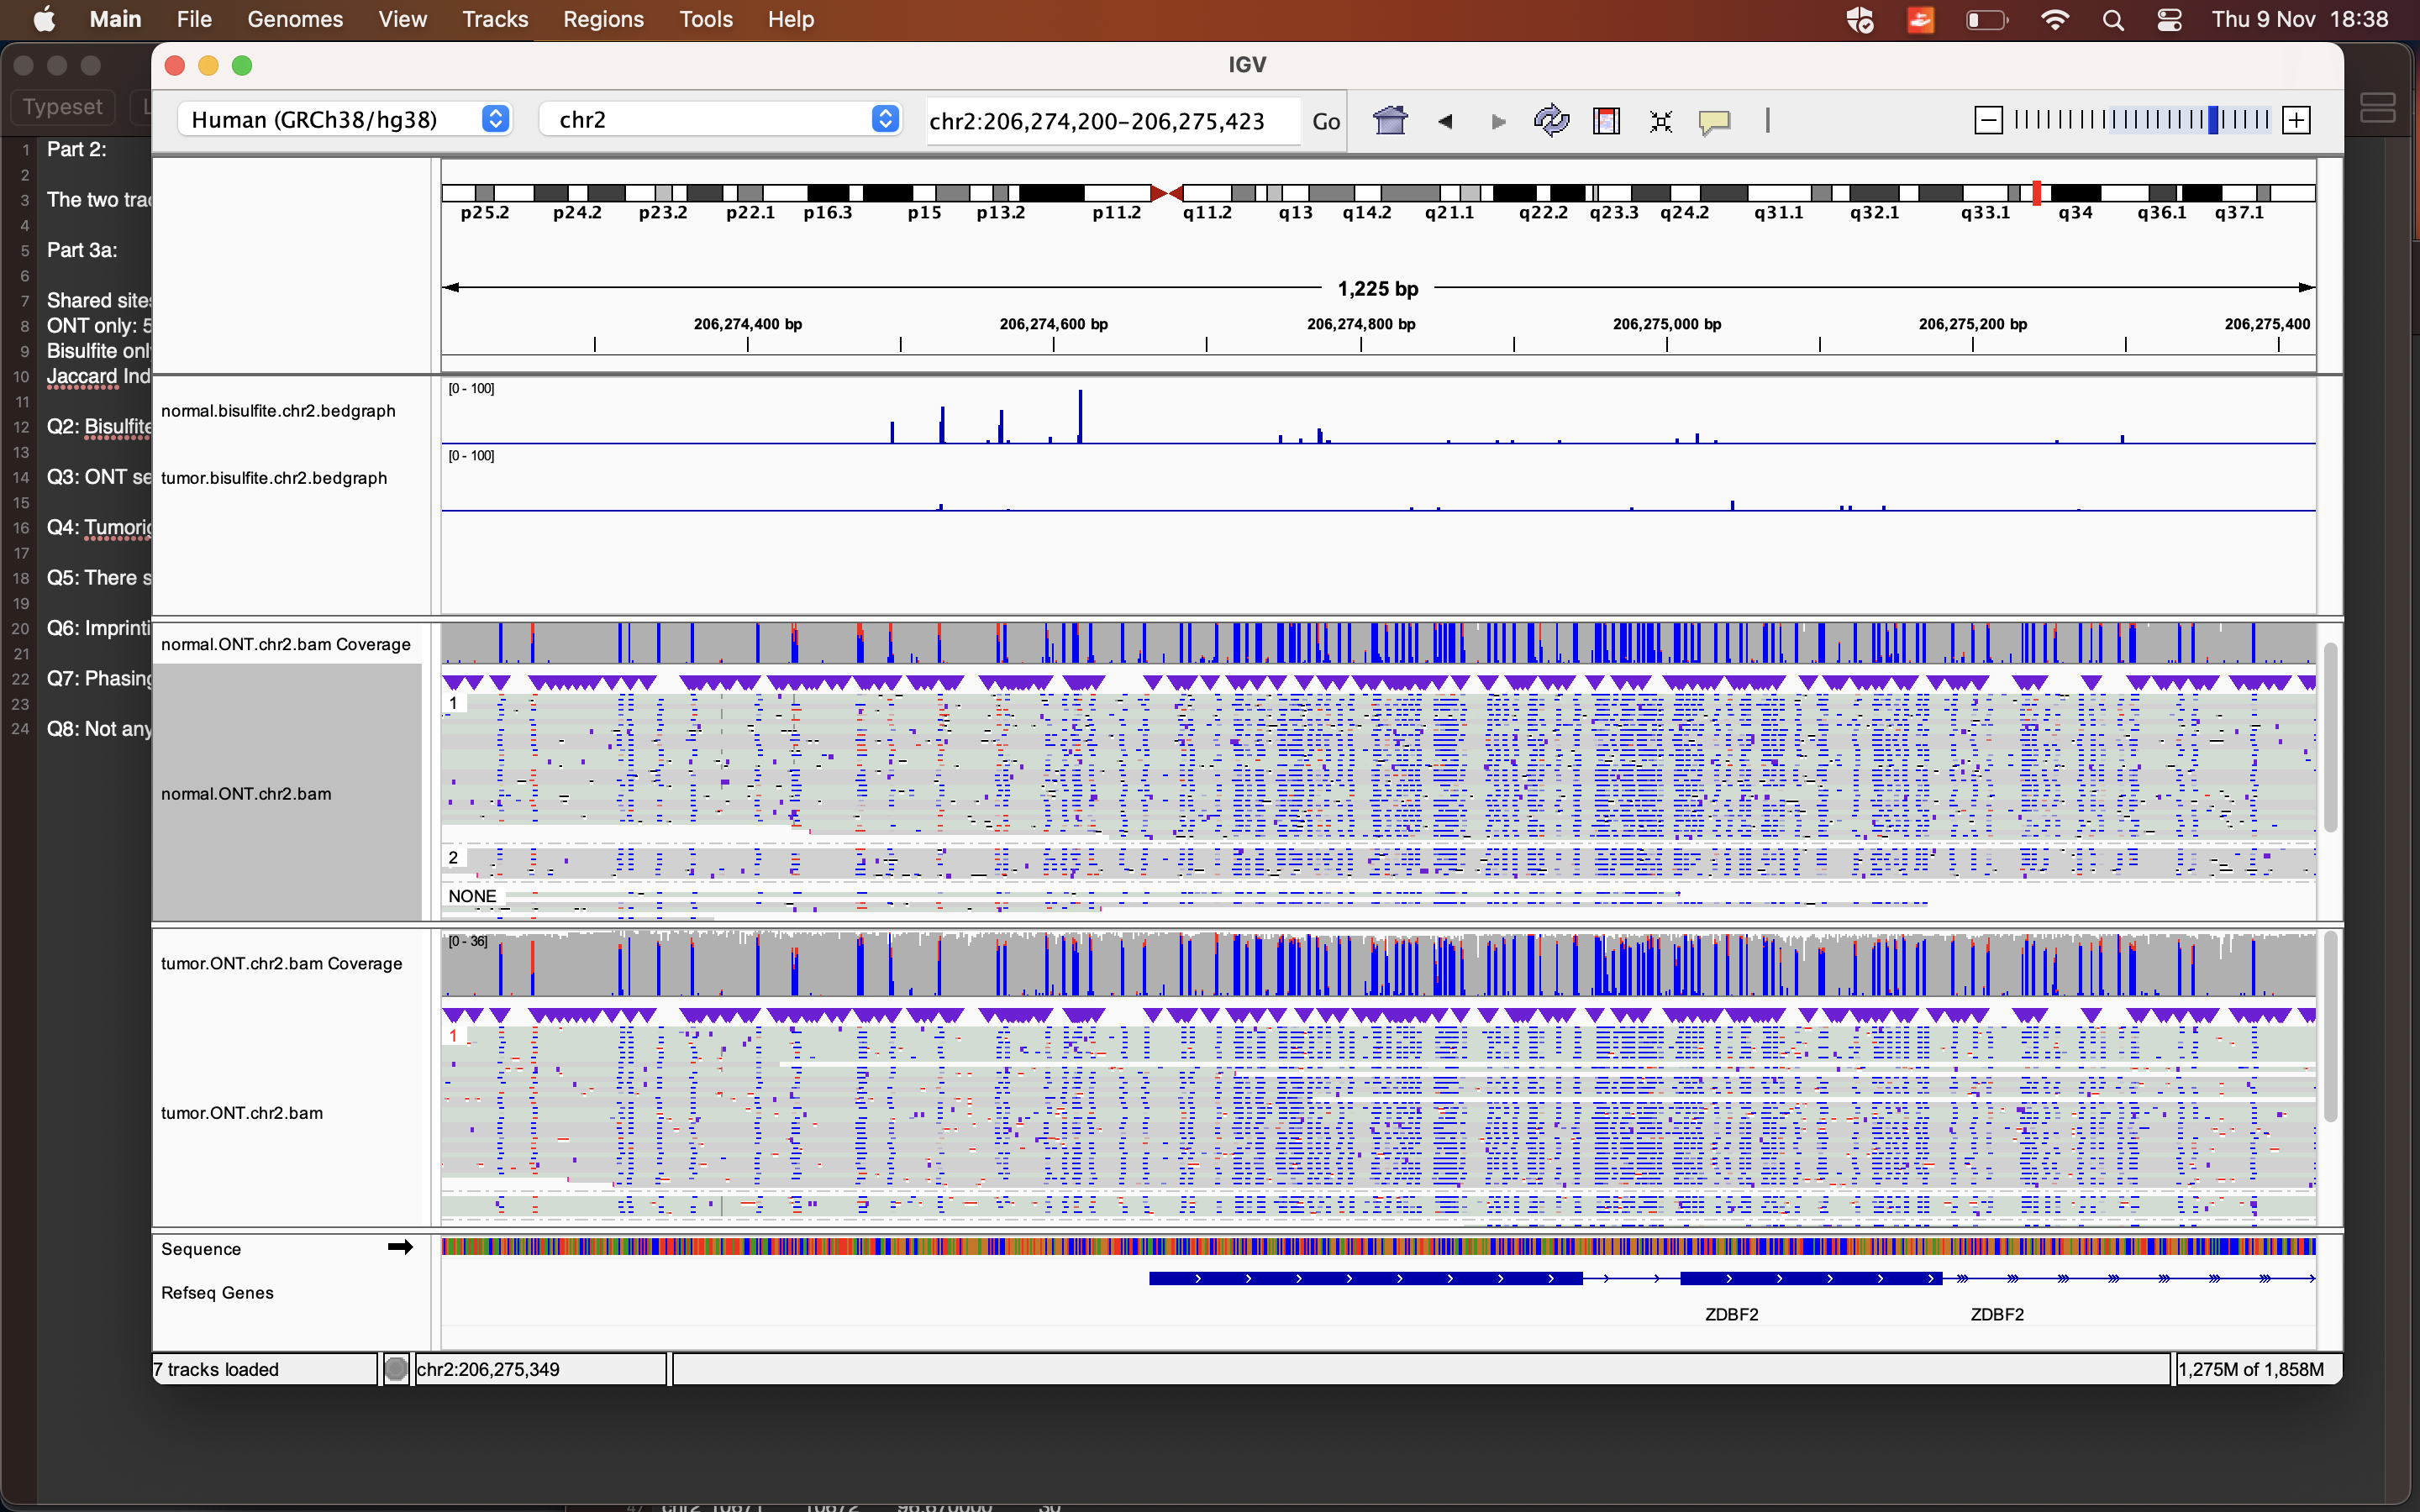 Main File Genomes View Tracks Regions Tools Help Thu 9 Nov 18:38
IGV
Typeset
Human (GRCh38/hg38) chr2 chr2:206,274,200-206,275,423 Go
1 Part 2:
2
3 The two
4
5 Part 3a:
6
7 Shared
8 ONT only: 5
9 Bisulfite
10 Jaccard
11
12 Q2: Bisulfite
13
14 Q3: ONT
15
16 Q4:
17
18 Q5: There
19
20 Q6:
21
22 Q7:
23
24 Q8: Not
p25.2 p24.2 p23.2 p22.1 p16.3 p15 p13.2 p11.2 q11.2 q13 q14.2 q21.1 q22.2 q23.3 q24.2 q31.1 q32.1 q33.1 q34 q36.1 q37.1
1,225 bp
206,274,400 bp 206,274,600 bp 206,274,800 bp 206,275,000 bp 206,275,200 bp 206,275,400
[0 - 100]
normal.bisulfite.chr2.bedgraph
[0 - 100]
tumor.bisulfite.chr2.bedgraph
normal.ONT.chr2.bam Coverage
1
normal.ONT.chr2.bam
2
NONE
[0 - 36]
tumor.ONT.chr2.bam Coverage
1
tumor.ONT.chr2.bam
Sequence
Refseq Genes
ZDBF2 ZDBF2
7 tracks loaded chr2:206,275,349 1,275M of 1,858M